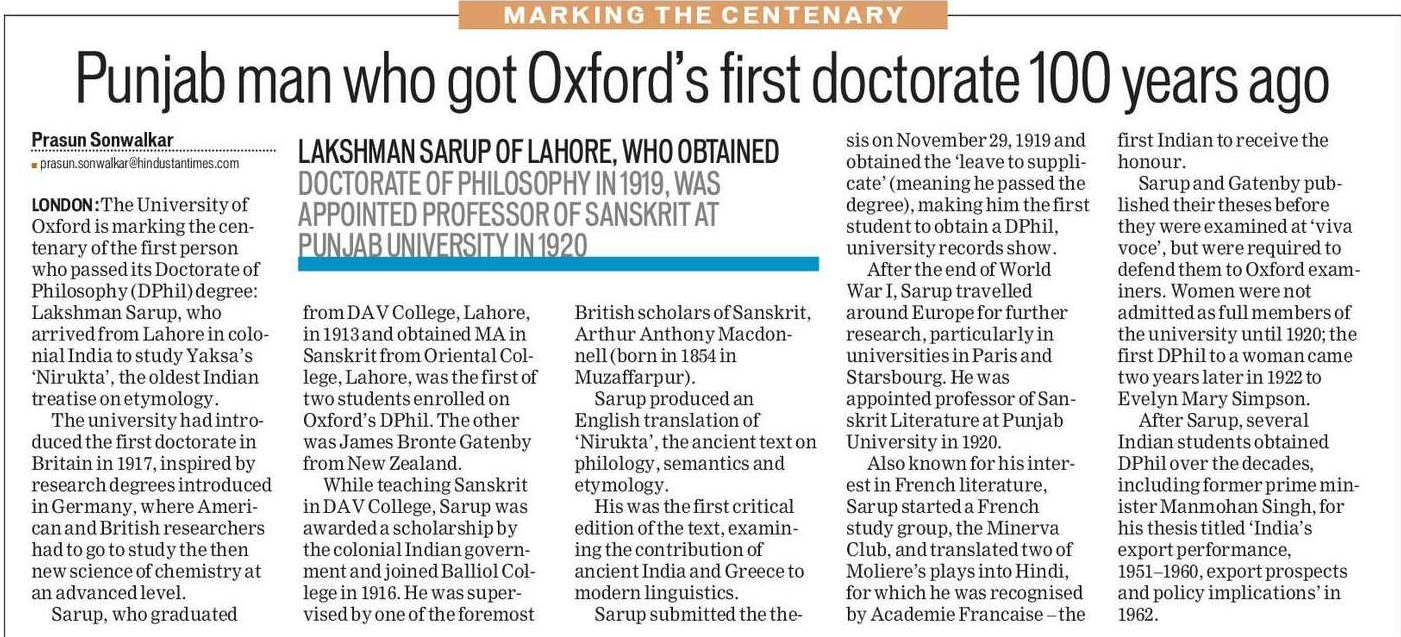 MARKING THE CENTENARY
Punjab man who got Oxford's first doctorate 100 years ago
Prasun Sonwalkar
prasun.sonwalkar@hindustantimes.com
LAKSHMAN SARUP OF LAHORE, WHO OBTAINED
DOCTORATE OF PHILOSOPHY IN 1919, WAS
APPOINTED PROFESSOR OF SANSKRIT AT
PUNJAB UNIVERSITY IN 1920
LONDON: The University of
Oxford is marking the cen-
tenary of the first person
who passed its Doctorate of
Philosophy (DPhil) degree:
Lakshman Sarup, who
arrived from Lahore in colo-
nial India to study Yaksa's
'Nirukta', the oldest Indian
treatise on etymology.
The university had intro-
duced the first doctorate in
Britain in 1917, inspired by
research degrees introduced
in Germany, where Ameri-
can and British researchers
had to go to study the then
new science of chemistry at
an advanced level.
Sarup, who graduated
from DAV College, Lahore,
in 1913 and obtained MA in
Sanskrit from Oriental Col-
lege, Lahore, was the first of
two students enrolled on
Oxford's DPhil. The other
was James Bronte Gatenby
from New Zealand.
While teaching Sanskrit
in DAV College, Sarup was
awarded a scholarship by
the colonial Indian govern-
ment and joined Balliol Col-
lege in 1916. He was super-
vised by one of the foremost
British scholars of Sanskrit,
Arthur Anthony Macdon-
nell (born in 1854 in
Muzaffarpur).
Sarup produced an
English translation of
'Nirukta', the ancient text on
philology, semantics and
etymology.
His was the first critical
edition of the text, examin-
ing the contribution of
ancient India and Greece to
modern linguistics.
Sarup submitted the the-
sis on November 29, 1919 and
obtained the 'leave to suppli-
cate' (meaning he passed the
degree), making him the first
student to obtain a DPhil,
university records show.
After the end of World
War I, Sarup travelled
around Europe for further
research, particularly in
universities in Paris and
Starsbourg. He was
appointed professor of San-
skrit Literature at Punjab
University in 1920.
Also known for his inter-
est in French literature,
Sarup started a French
study group, the Minerva
Club, and translated two of
Moliere's plays into Hindi,
for which he was recognised
by Academie Francaise – the
first Indian to receive the
honour.
Sarup and Gatenby pub-
lished their theses before
they were examined at 'viva
voce', but were required to
defend them to Oxford exam-
iners. Women were not
admitted as full members of
the university until 1920; the
first DPhil to a woman came
two years later in 1922 to
Evelyn Mary Simpson.
After Sarup, several
Indian students obtained
DPhil over the decades,
including former prime min-
ister Manmohan Singh, for
his thesis titled 'India's
export performance,
1951–1960, export prospects
and policy implications' in
1962.